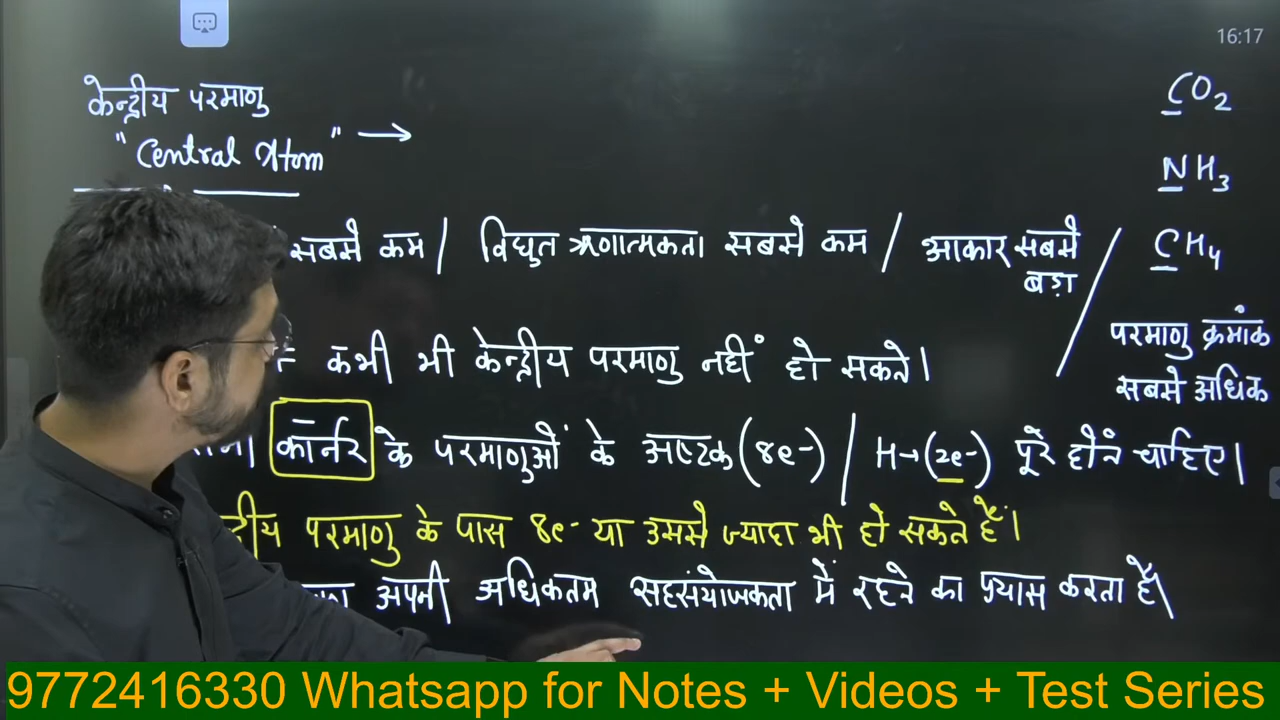 16:17
केन्द्रीय परमाणु
"Central Atom" →
CO2
NH3
CH4
सबसे कम / विद्युत ऋणात्मकता सबसे कम / आकार सबसे बड़ा /
परमाणु क्रमांक
सबसे अधिक
कभी भी केन्द्रीय परमाणु नहीं हो सकते।
कॉर्नर के परमाणुओं के अष्टक (8e-) / H→(2e-) पूरे होने चाहिए।
परमाणु के पास 8e- या उससे ज्यादा भी हो सकते हैं।
अपनी अधिकतम सहसंयोजकता में रहने का प्रयास करता है।
9772416330 Whatsapp for Notes + Videos + Test Series